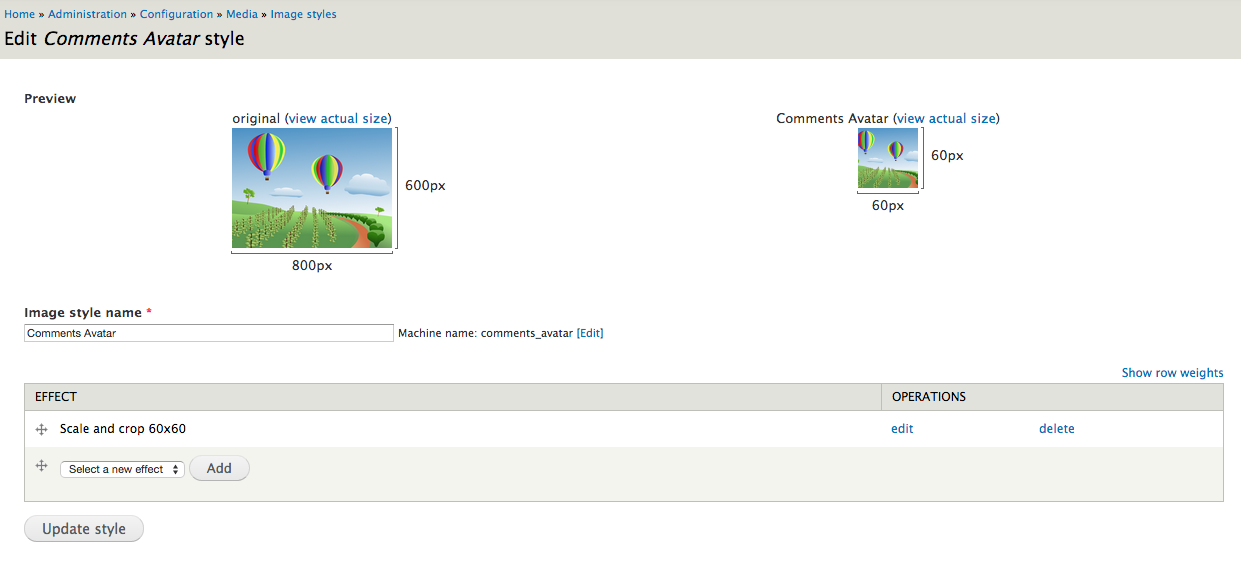 Home » Administration » Configuration » Media » Image styles
Edit Comments Avatar style
Preview
original (view actual size)
600px
800px
Comments Avatar (view actual size)
60px
60px
Image style name *
Comments Avatar Machine name: comments_avatar [Edit]
Show row weights
EFFECT OPERATIONS
Scale and crop 60x60 edit delete
Select a new effect Add
Update style